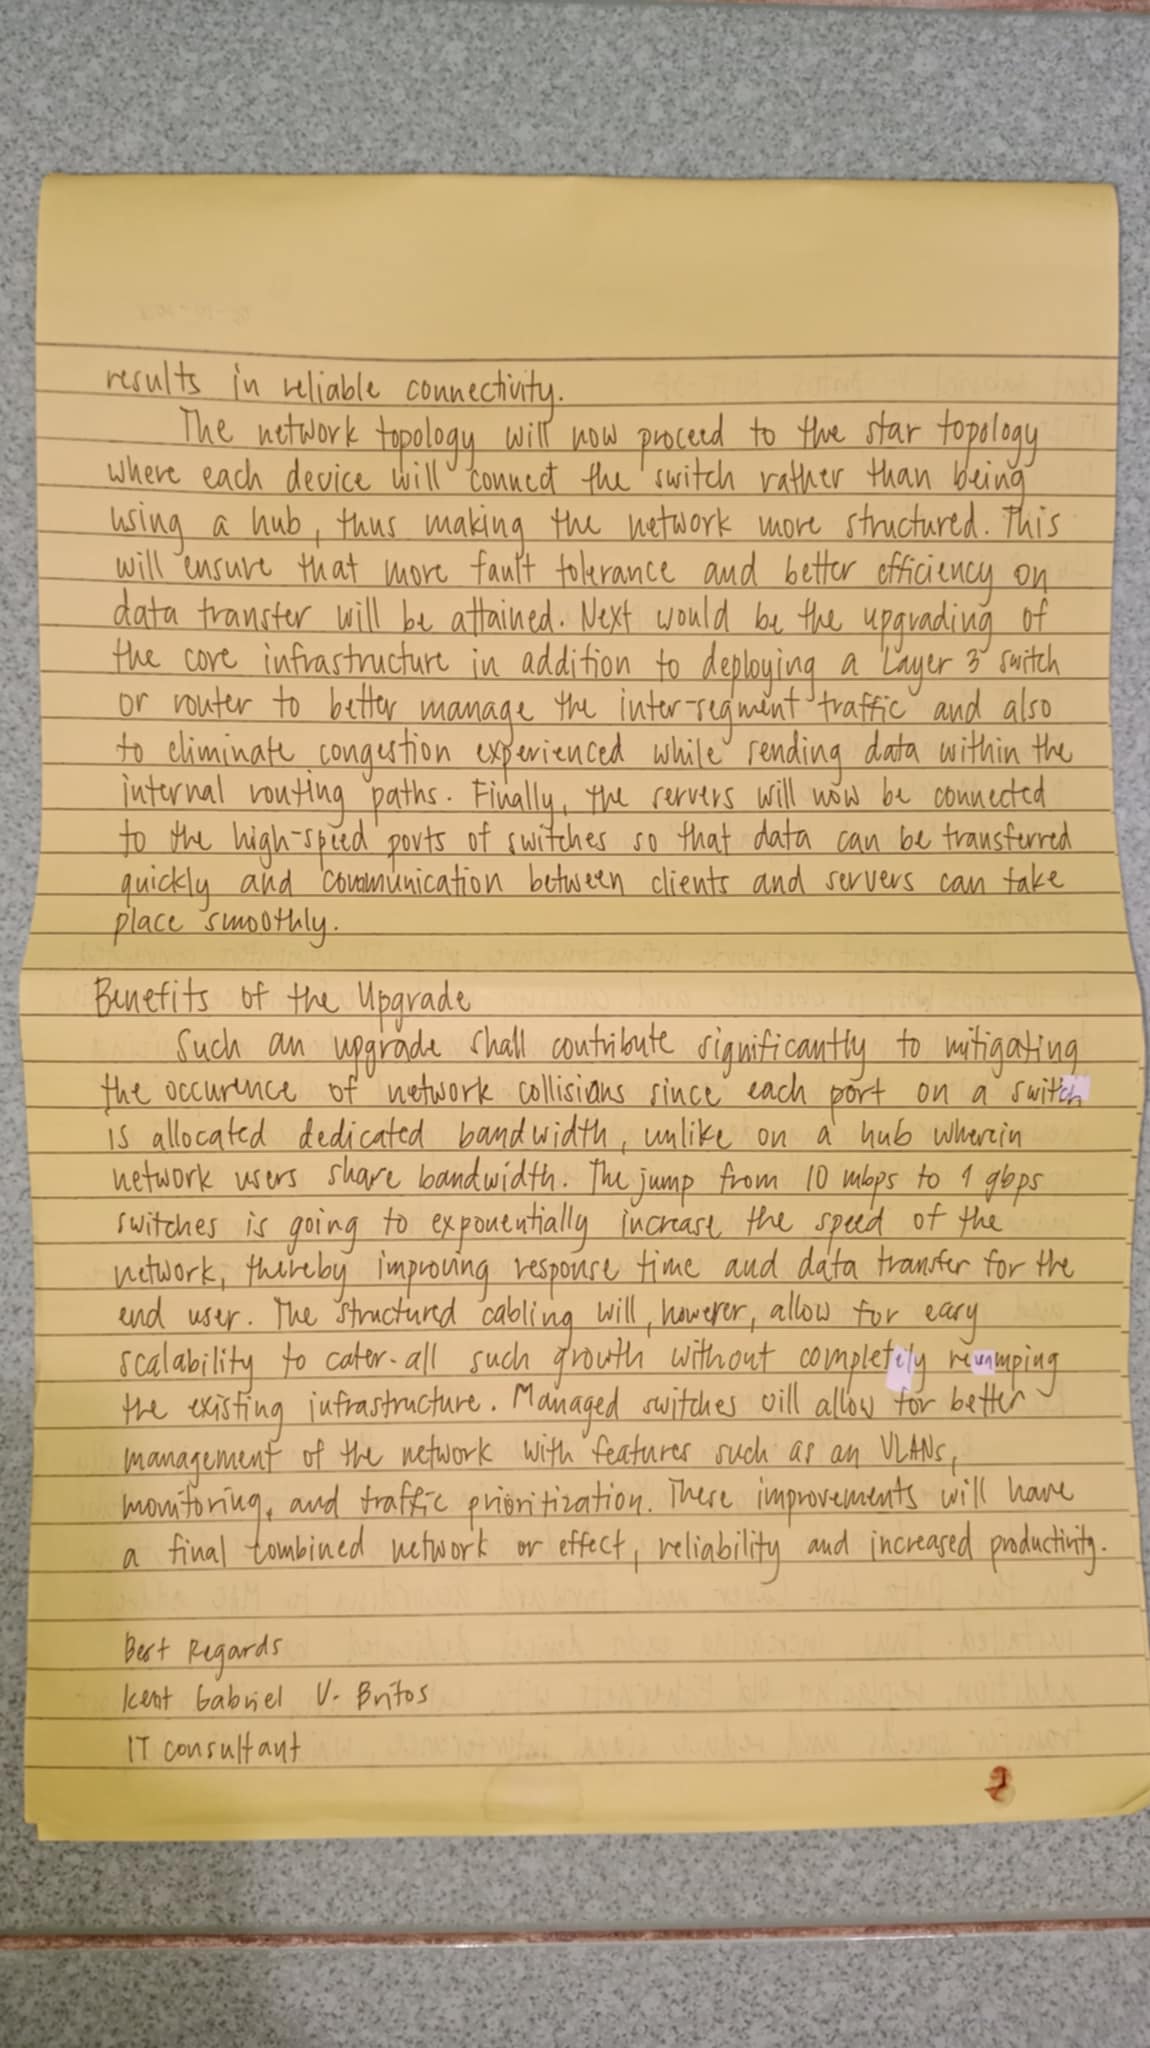 results in reliable connectivity.
The network topology will now proceed to the star topology
where each device will connect the switch rather than being
using a hub, thus making the network more structured. This
will ensure that more fault tolerance and better efficiency on
data transfer will be attained. Next would be the upgrading of
the core infrastructure in addition to deploying a Layer 3 switch
or router to better manage the inter-segment traffic and also
to eliminate congestion experienced while sending data within the
internal routing paths. Finally, the servers will now be connected
to the high-speed ports of switches so that data can be transferred
quickly and communication between clients and servers can take
place smoothly.
Benefits of the Upgrade
Such an upgrade shall contribute significantly to mitigating
the occurence of network collisions since each port on a switch
is allocated dedicated bandwidth, unlike on a hub wherein
network users share bandwidth. The jump from 10 mbps to 1 gbps
switches is going to exponentially increase the speed of the
network, thereby improving response time and data transfer for the
end user. The structured cabling will, however, allow for easy
scalability to cater all such growth without completely revamping
the existing infrastructure. Managed switches will allow for better
management of the network with features such as an VLANs,
monitoring, and traffic prioritization. These improvements will have
a final combined network or effect, reliability and increased productivity.
Best Regards
Kent Gabriel V. Britos
IT consultant